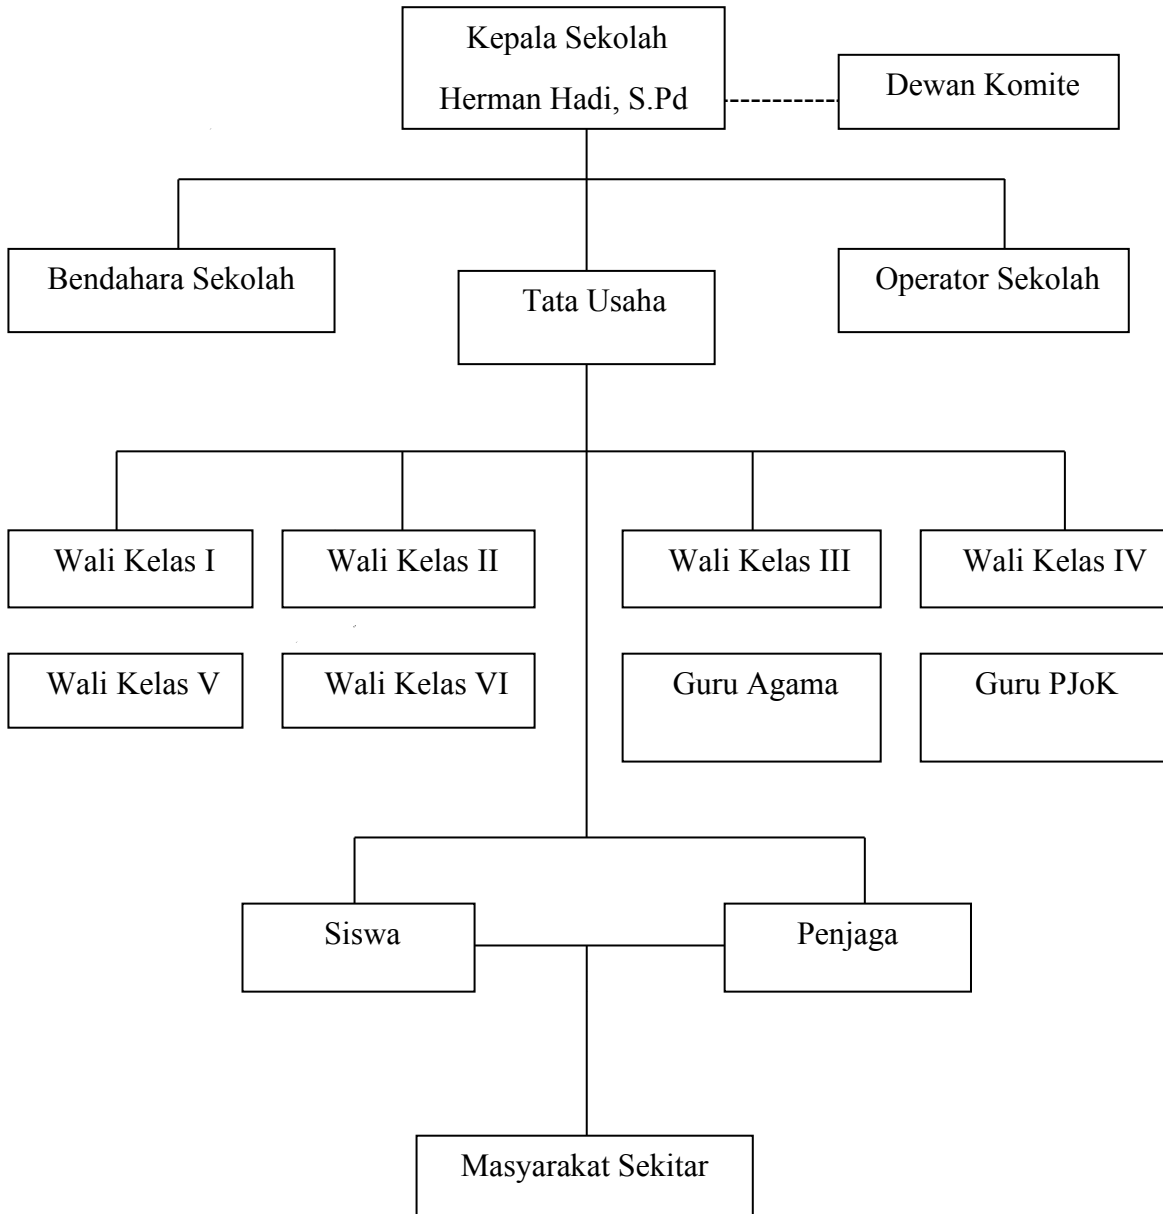 Kepala Sekolah
Herman Hadi, S.Pd
Dewan Komite
Bendahara Sekolah
Tata Usaha
Operator Sekolah
Wali Kelas I
Wali Kelas II
Wali Kelas III
Wali Kelas IV
Wali Kelas V
Wali Kelas VI
Guru Agama
Guru PJoK
Siswa
Penjaga
Masyarakat Sekitar